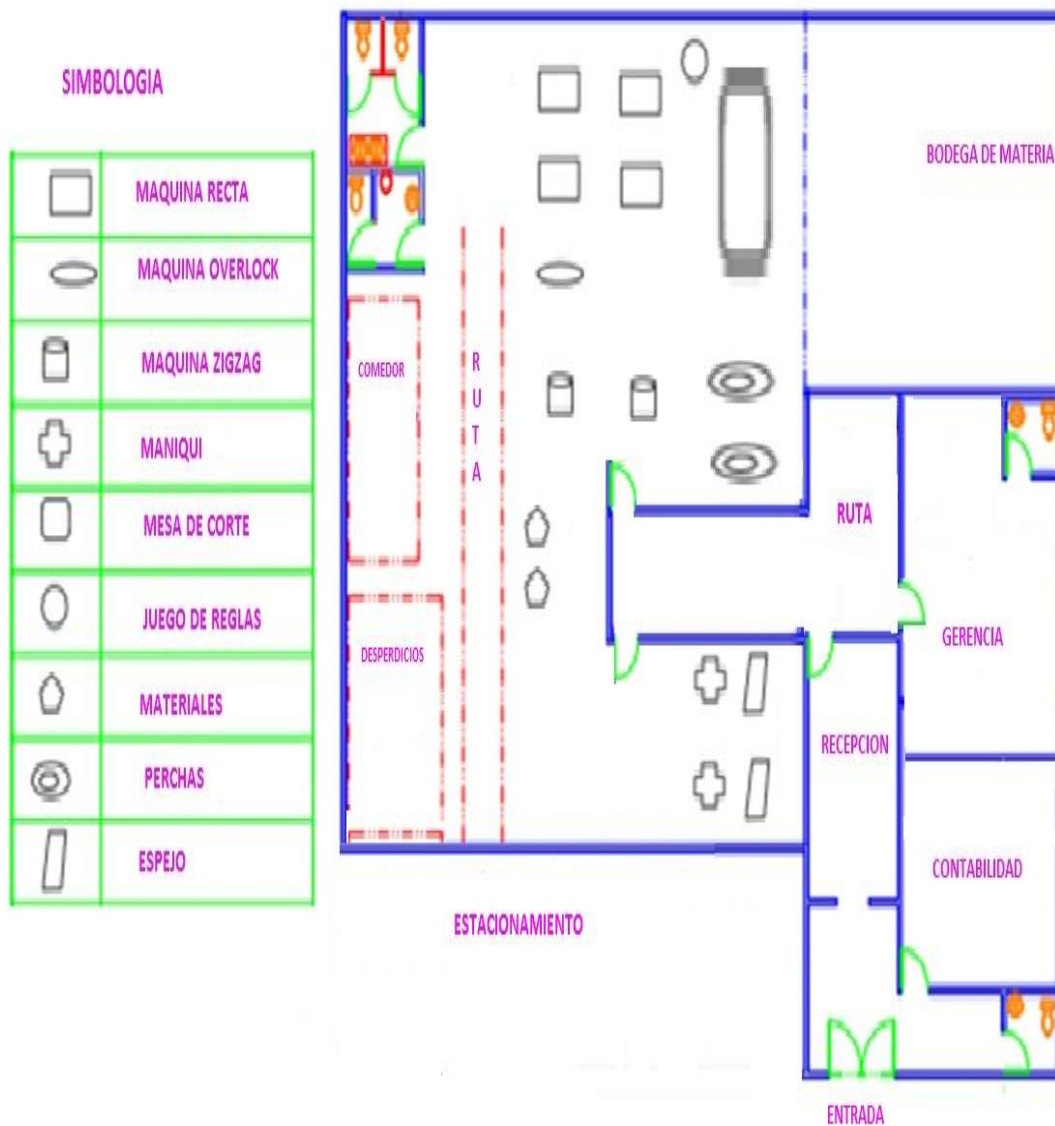 SIMBOLOGIA
MAQUINA RECTA
MAQUINA OVERLOCK
MAQUINA ZIGZAG
MANIQUI
MESA DE CORTE
JUEGO DE REGLAS
MATERIALES
PERCHAS
ESPEJO
BODEGA DE MATERIA
COMEDOR
RUTA
RUTA
DESPERDICIOS
GERENCIA
RECEPCION
CONTABILIDAD
ESTACIONAMIENTO
ENTRADA